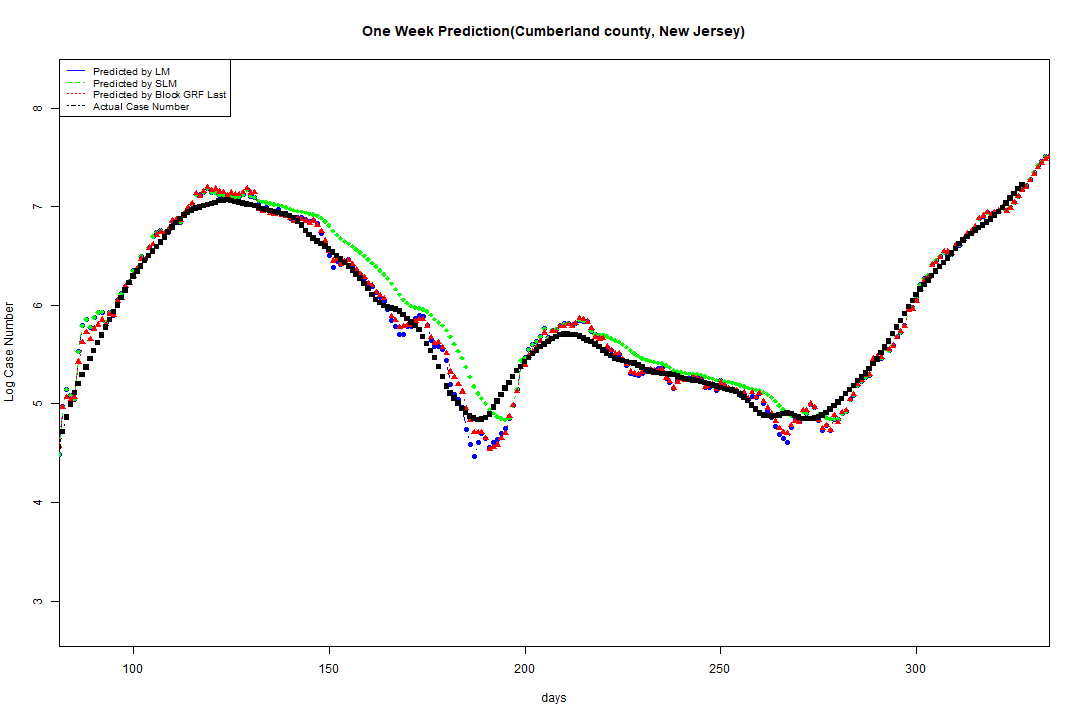 One Week Prediction(Cumberland county, New Jersey)
Predicted by LM
Predicted by SLM
Predicted by Block GRF Last
Actual Case Number
Log Case Number
8
7
6
5
4
3
100 150 200 250 300
days